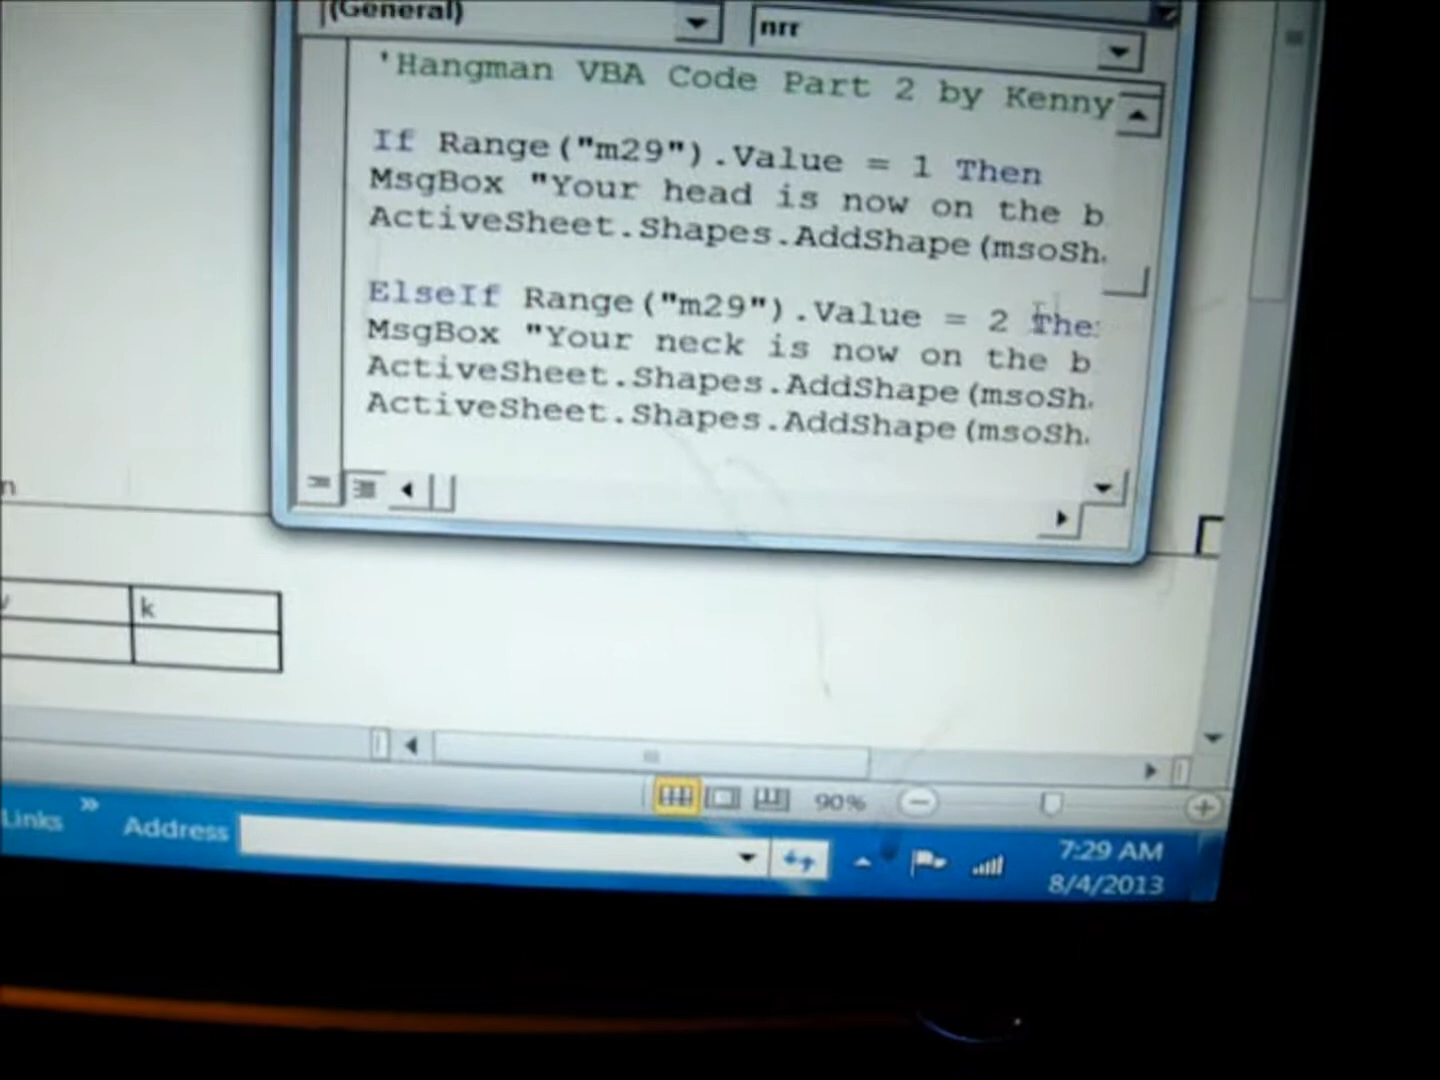 (General)
nrr
'Hangman VBA Code Part 2 by Kenny
If Range("m29").Value = 1 Then
MsgBox "Your head is now on the b
ActiveSheet.Shapes.AddShape(msoSh
ElseIf Range("m29").Value = 2 The
MsgBox "Your neck is now on the b
ActiveSheet.Shapes.AddShape(msoSh
ActiveSheet.Shapes.AddShape(msoSh
n
k
90%
Links » Address
7:29 AM
8/4/2013